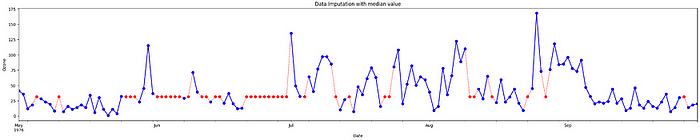 Data Imputation with median value
175
150
125
100
75
50
25
0
Ozone
May
1976
Jun
Jul
Aug
Sep
Date